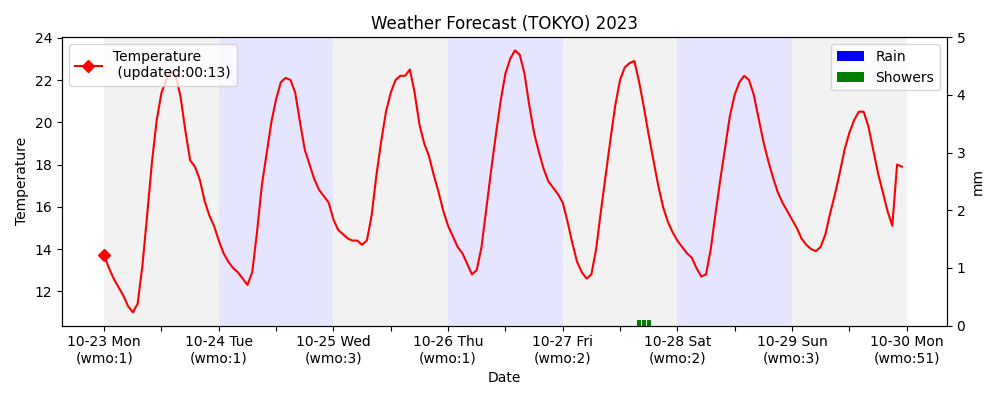 Weather Forecast (TOKYO) 2023
Temperature
(updated:00:13)
Rain
Showers
Temperature
24
22
20
18
16
14
12
5
4
3
2
1
0
mm
10-23 Mon
(wmo:1)
10-24 Tue
(wmo:1)
10-25 Wed
(wmo:3)
10-26 Thu
(wmo:1)
10-27 Fri
(wmo:2)
10-28 Sat
(wmo:2)
10-29 Sun
(wmo:3)
10-30 Mon
(wmo:51)
Date